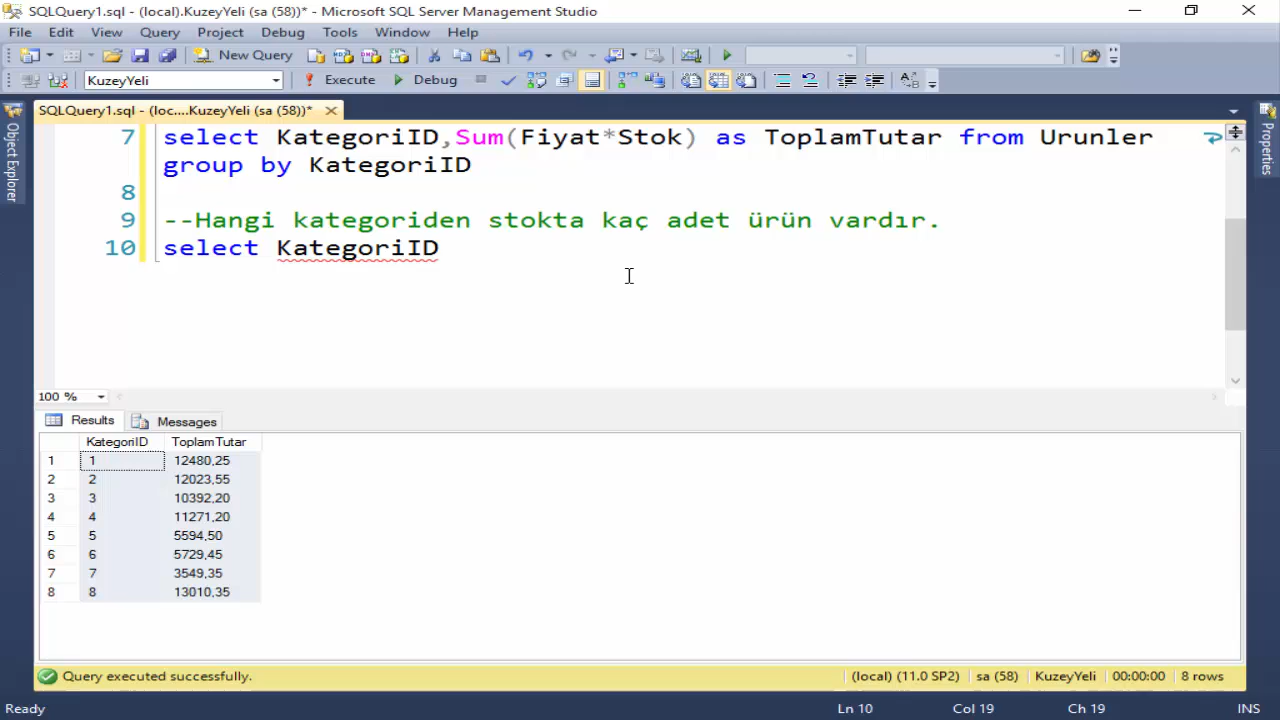 SQLQuery1.sql - (local).KuzeyYeli (sa (58))* - Microsoft SQL Server Management Studio
File Edit View Query Project Debug Tools Window Help
New Query
KuzeyYeli Execute Debug
SQLQuery1.sql - (loc....KuzeyYeli (sa (58))*
Object Explorer
Properties
7 select KategoriID,Sum(Fiyat*Stok) as ToplamTutar from Urunler
group by KategoriID
8
9 --Hangi kategoriden stokta kaç adet ürün vardır.
10 select KategoriID
100 %
Results Messages
KategoriID ToplamTutar
1 1 12480,25
2 2 12023,55
3 3 10392,20
4 4 11271,20
5 5 5594,50
6 6 5729,45
7 7 3549,35
8 8 13010,35
Query executed successfully. (local) (11.0 SP2) sa (58) KuzeyYeli 00:00:00 8 rows
Ready Ln 10 Col 19 Ch 19 INS